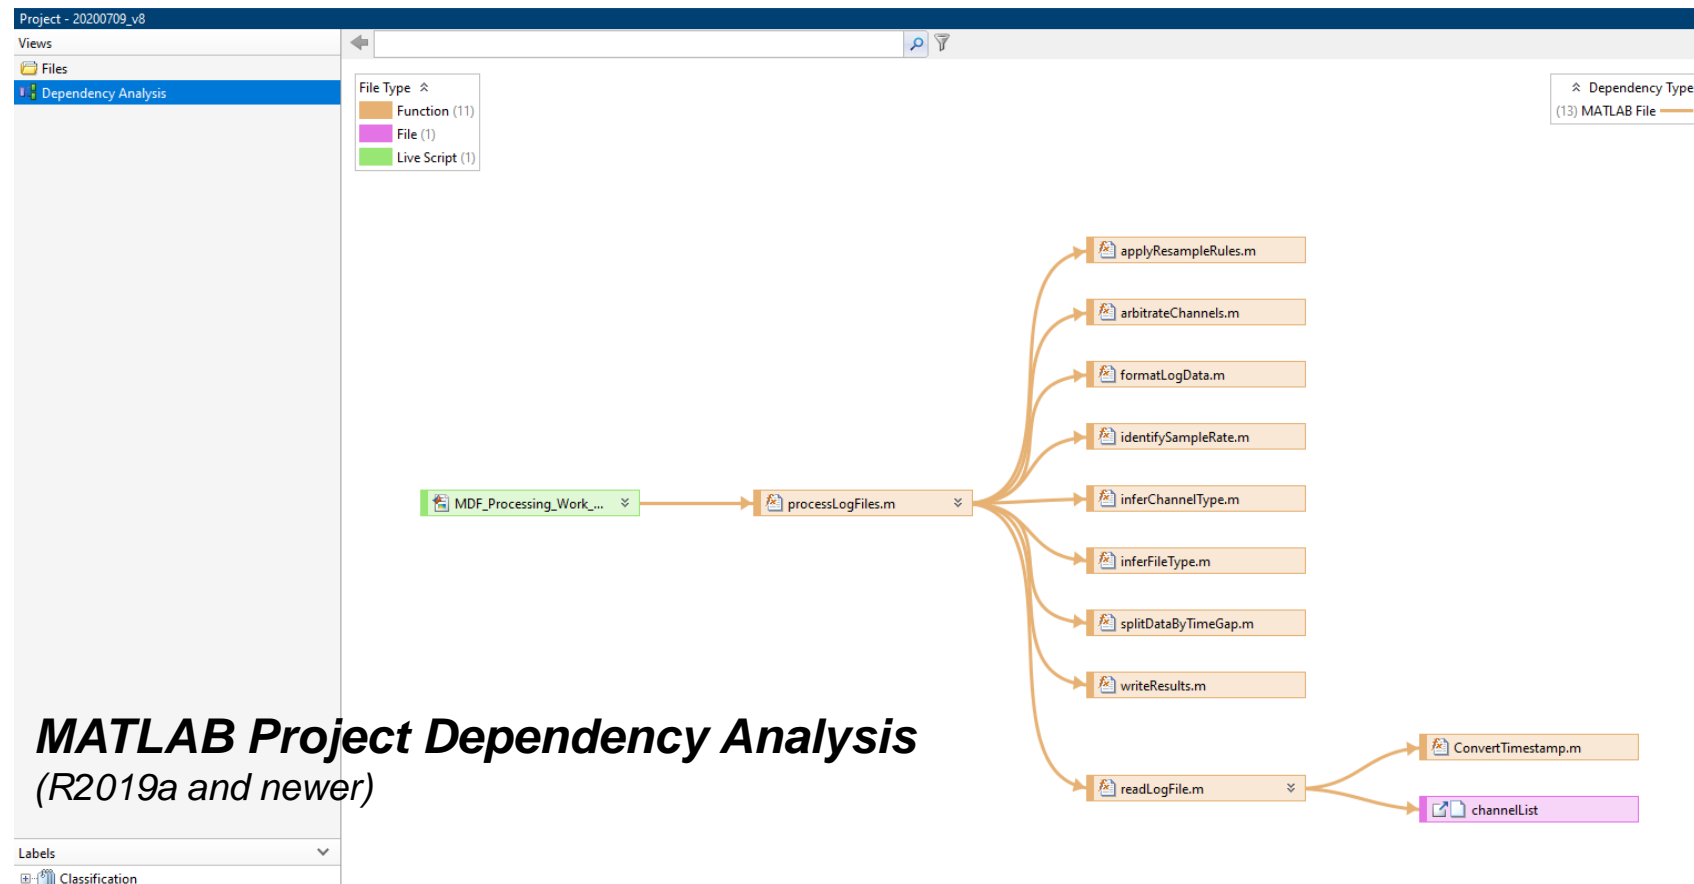 Project - 20200709_v8
Views
Files
Dependency Analysis
File Type
Function (11)
File (1)
Live Script (1)
Dependency Type
(13) MATLAB File
applyResampleRules.m
arbitrateChannels.m
formatLogData.m
identifySampleRate.m
MDF_Processing_Work_...
processLogFiles.m
inferChannelType.m
inferFileType.m
splitDataByTimeGap.m
writeResults.m
readLogFile.m
ConvertTimestamp.m
channelList
MATLAB Project Dependency Analysis
(R2019a and newer)
Labels
Classification